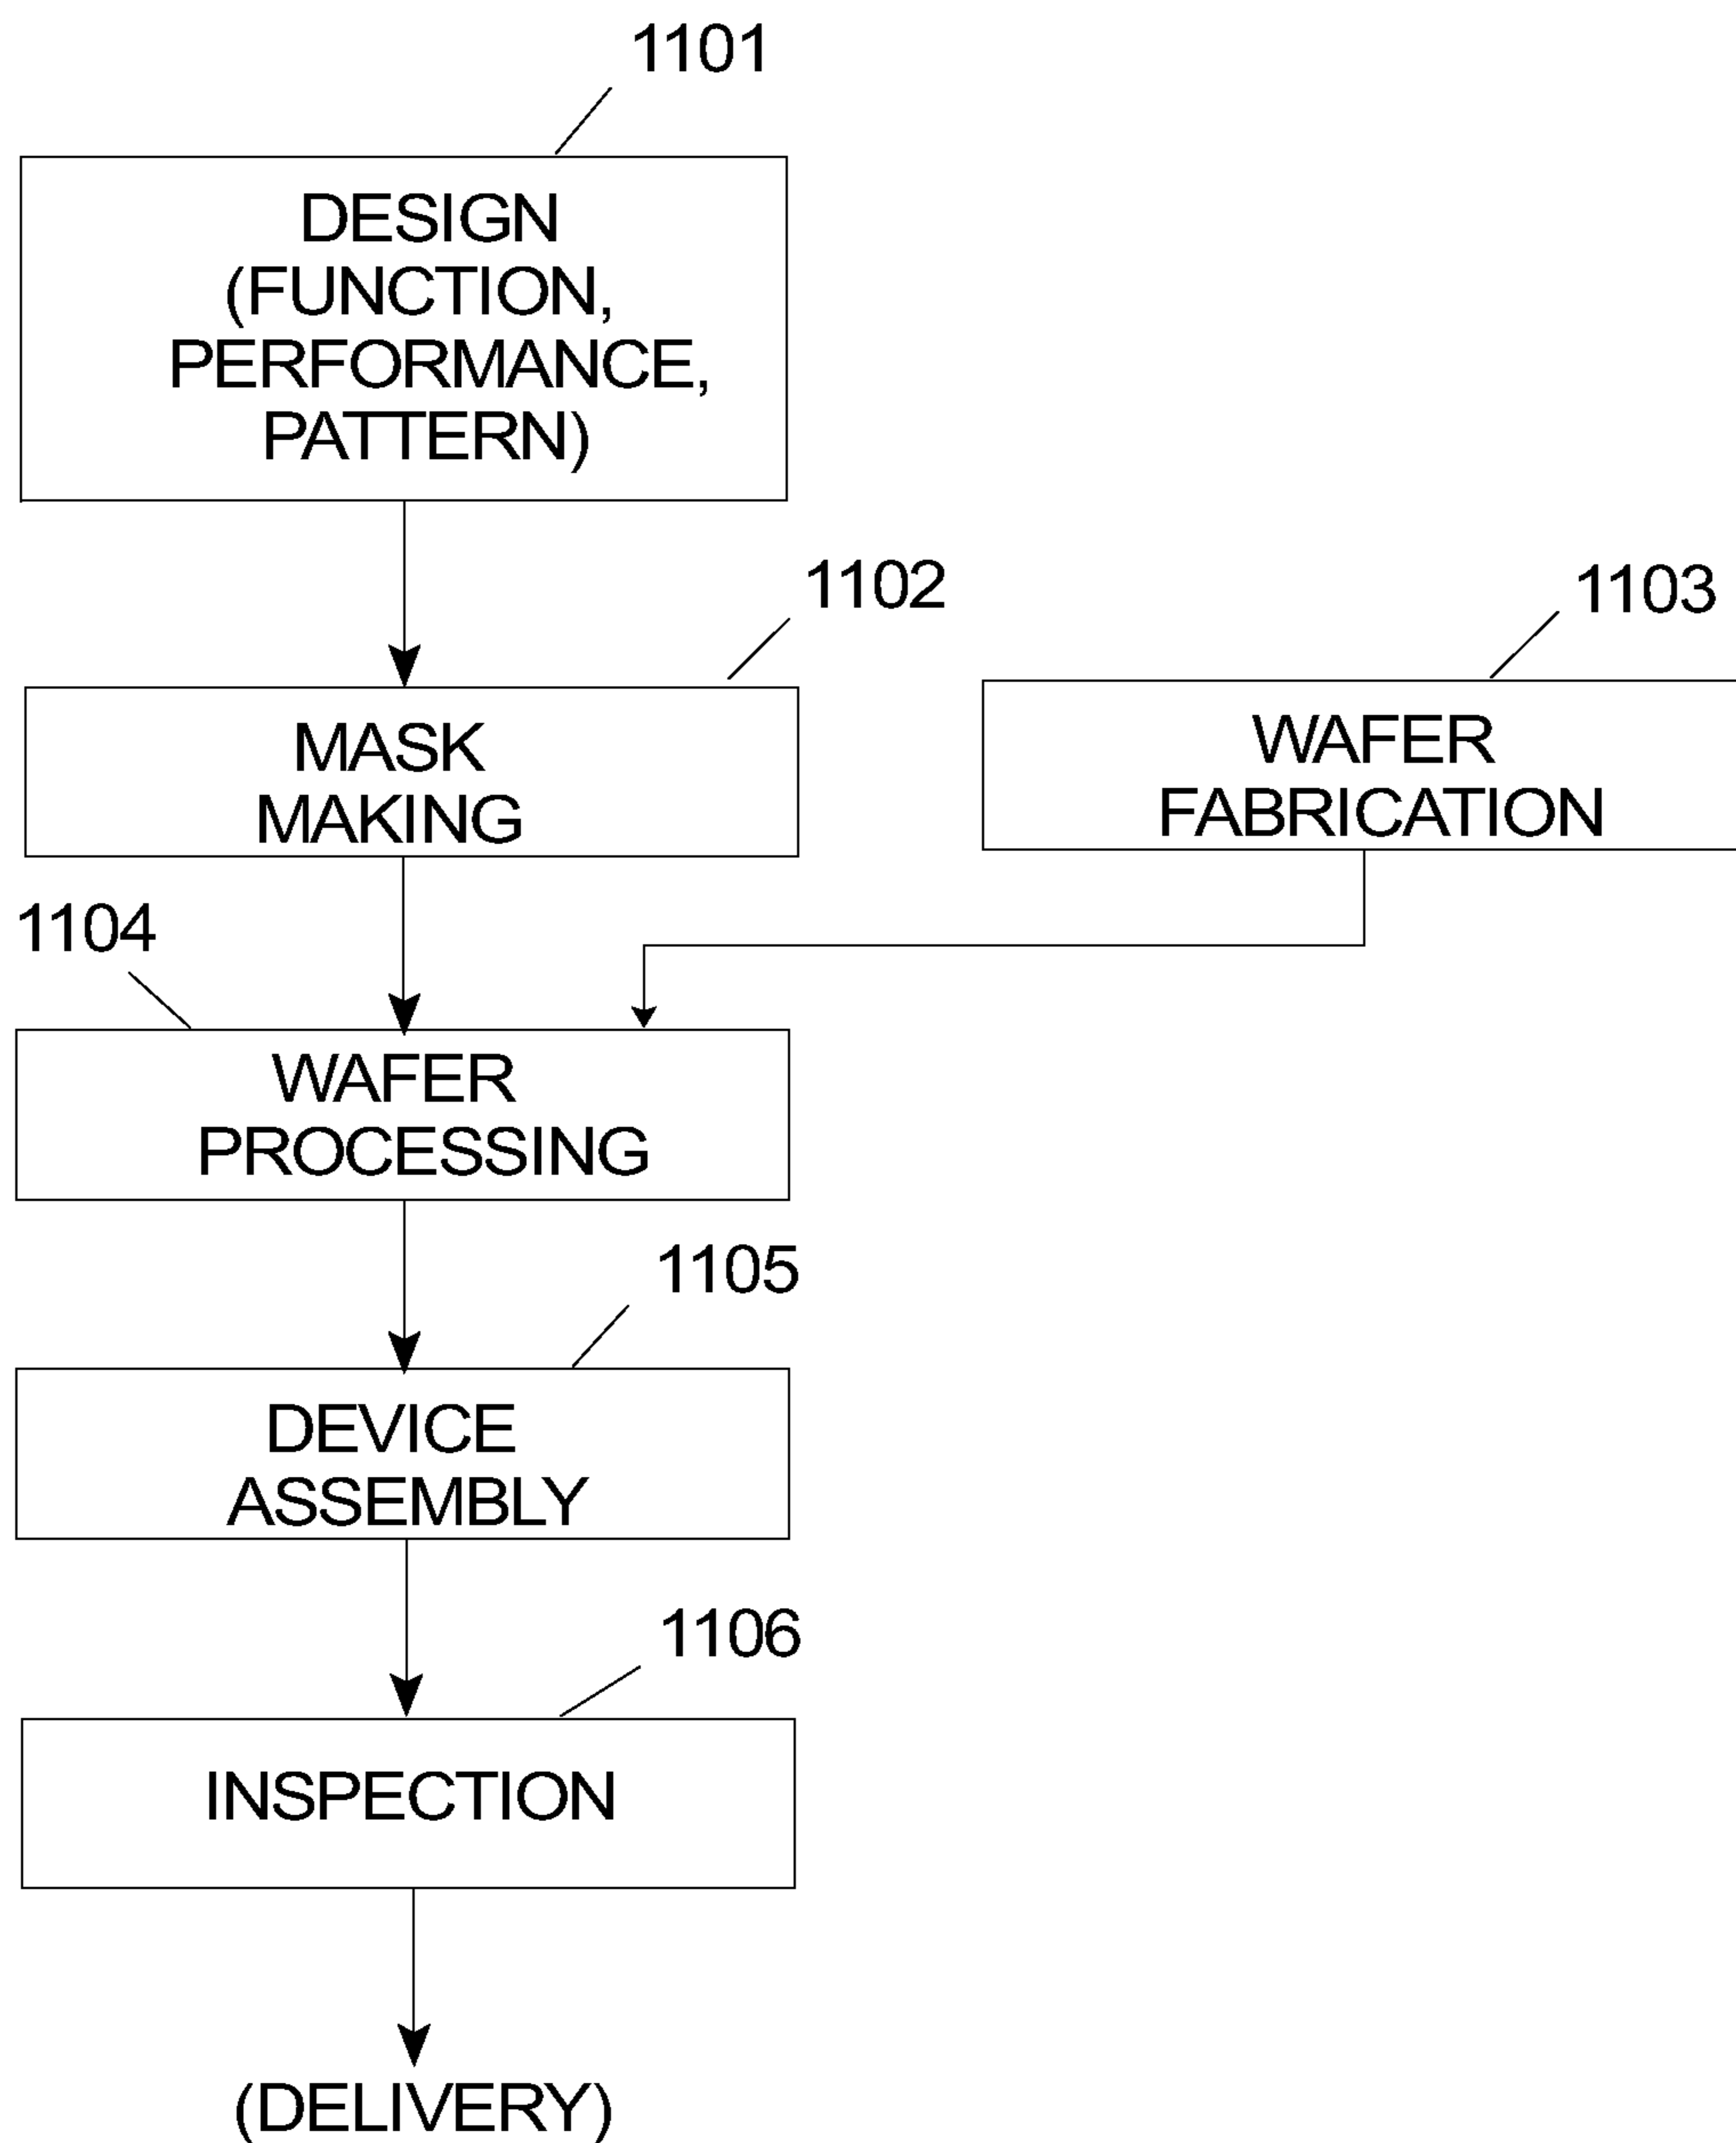 1101
DESIGN
(FUNCTION,
PERFORMANCE,
PATTERN)
1102
MASK
MAKING
1103
WAFER
FABRICATION
1104
WAFER
PROCESSING
1105
DEVICE
ASSEMBLY
1106
INSPECTION
(DELIVERY)